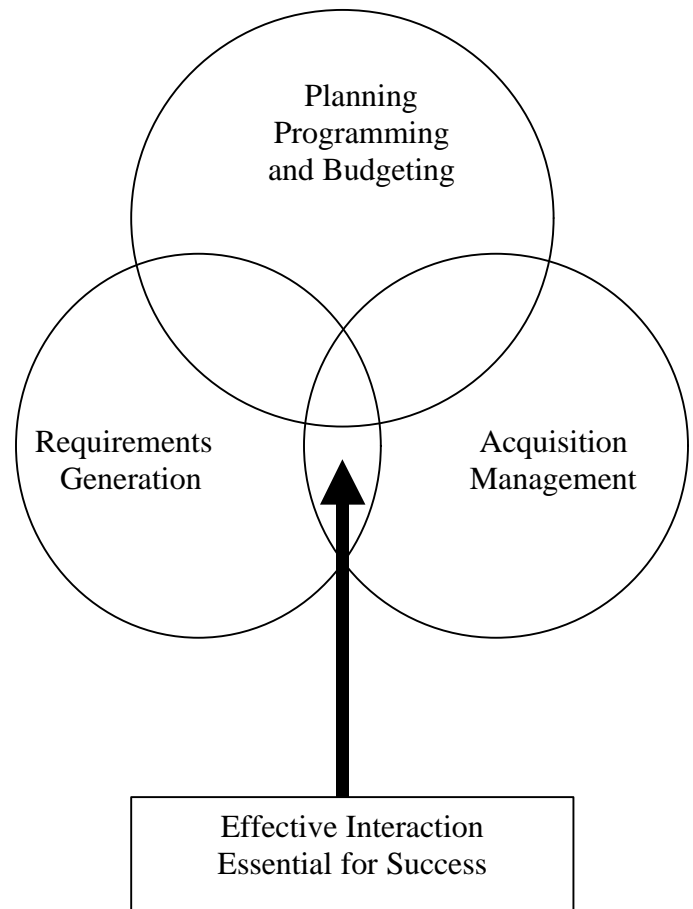 Planning
Programming
and Budgeting
Requirements
Generation
Acquisition
Management
Effective Interaction
Essential for Success